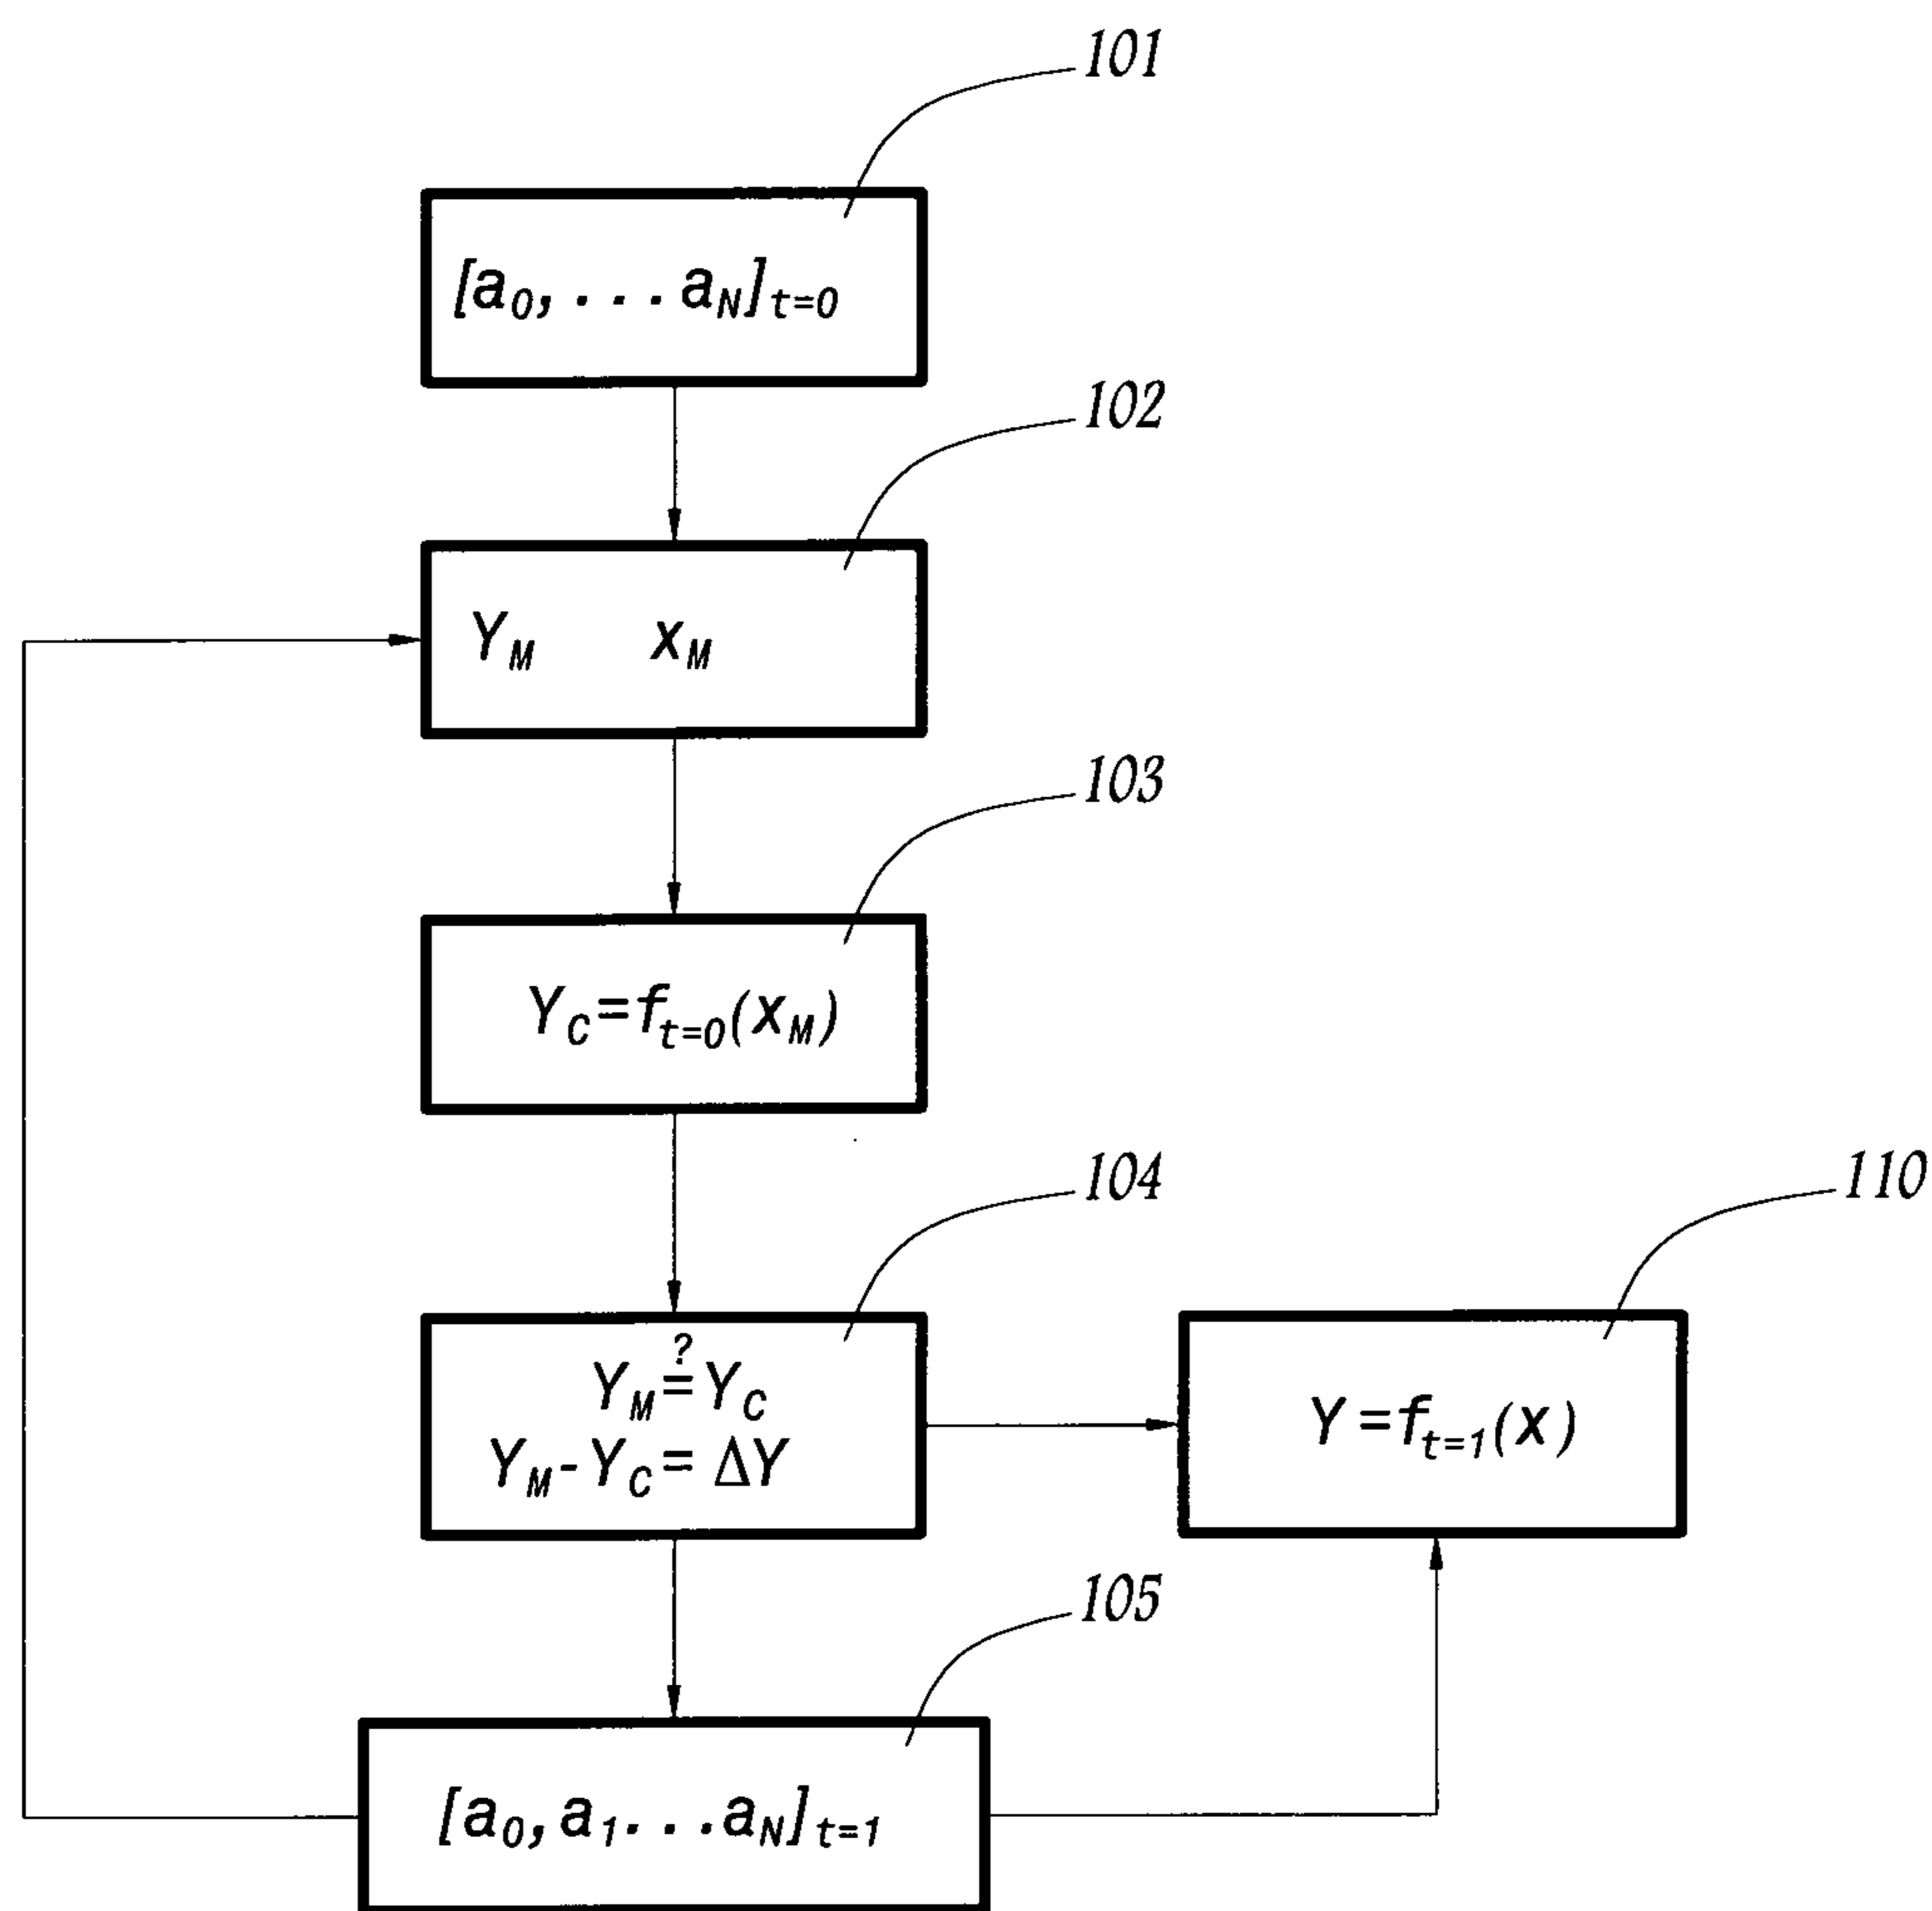 101
[a₀,...aN]t=0
102
YM xM
103
YC=ft=0(xM)
104
110
?
YM=YC
YM-YC=ΔY
Y=ft=1(x)
105
[a₀,a₁...aN]t=1